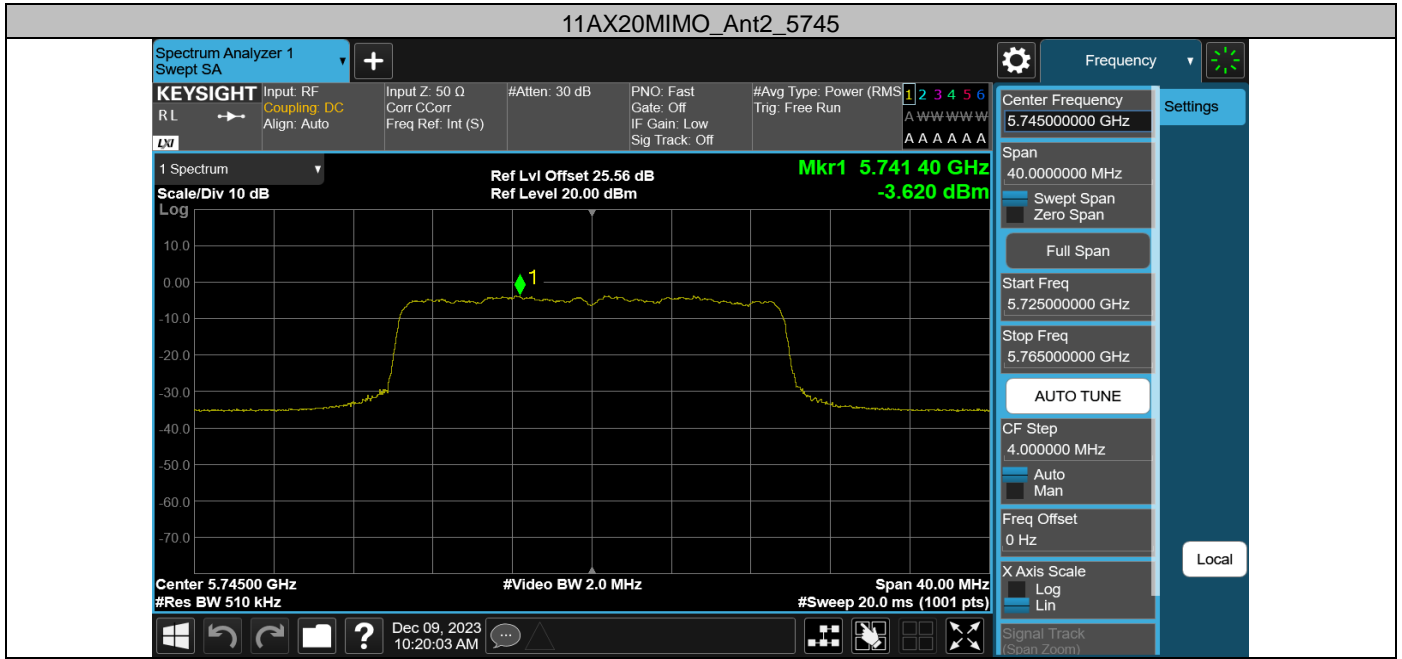 11AX20MIMO_Ant2_5745
Spectrum Analyzer 1
Swept SA
Frequency
KEYSIGHT
RL
LXI
Input: RF
Coupling: DC
Align: Auto
Input Z: 50 Ω
Corr CCorr
Freq Ref: Int (S)
#Atten: 30 dB
PNO: Fast
Gate: Off
IF Gain: Low
Sig Track: Off
#Avg Type: Power (RMS
Trig: Free Run
1 2 3 4 5 6
A W W W W W
A A A A A A
1 Spectrum
Scale/Div 10 dB
Log
Ref Lvl Offset 25.56 dB
Ref Level 20.00 dBm
Mkr1 5.741 40 GHz
-3.620 dBm
1
10.0
0.00
-10.0
-20.0
-30.0
-40.0
-50.0
-60.0
-70.0
Center 5.74500 GHz
#Res BW 510 kHz
#Video BW 2.0 MHz
Span 40.00 MHz
#Sweep 20.0 ms (1001 pts)
Dec 09, 2023
10:20:03 AM
?
Center Frequency
5.745000000 GHz
Span
40.0000000 MHz
Swept Span
Zero Span
Full Span
Start Freq
5.725000000 GHz
Stop Freq
5.765000000 GHz
AUTO TUNE
CF Step
4.000000 MHz
Auto
Man
Freq Offset
0 Hz
X Axis Scale
Log
Lin
Signal Track
(Span Zoom)
Settings
Local